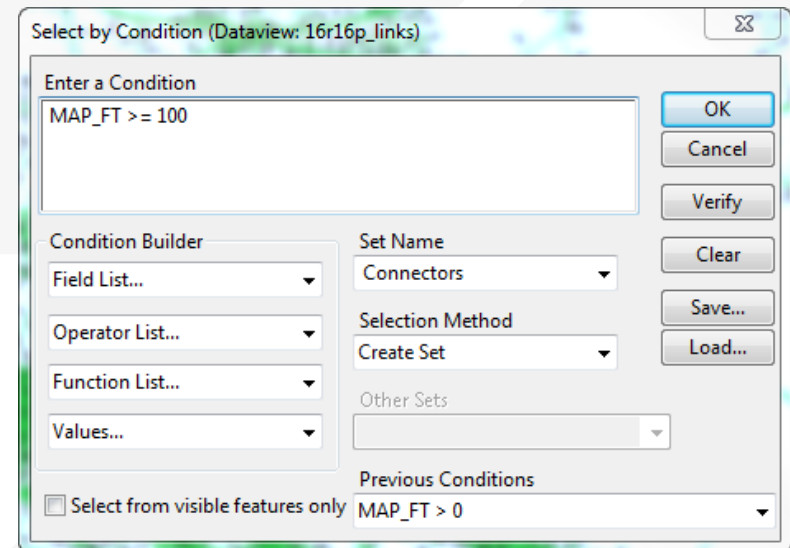 Select by Condition (Dataview: 16r16p_links)
Enter a Condition
MAP_FT >= 100
OK
Cancel
Verify
Clear
Save...
Load...
Condition Builder
Field List...
Operator List...
Function List...
Values...
Set Name
Connectors
Selection Method
Create Set
Other Sets
Previous Conditions
Select from visible features only
MAP_FT > 0